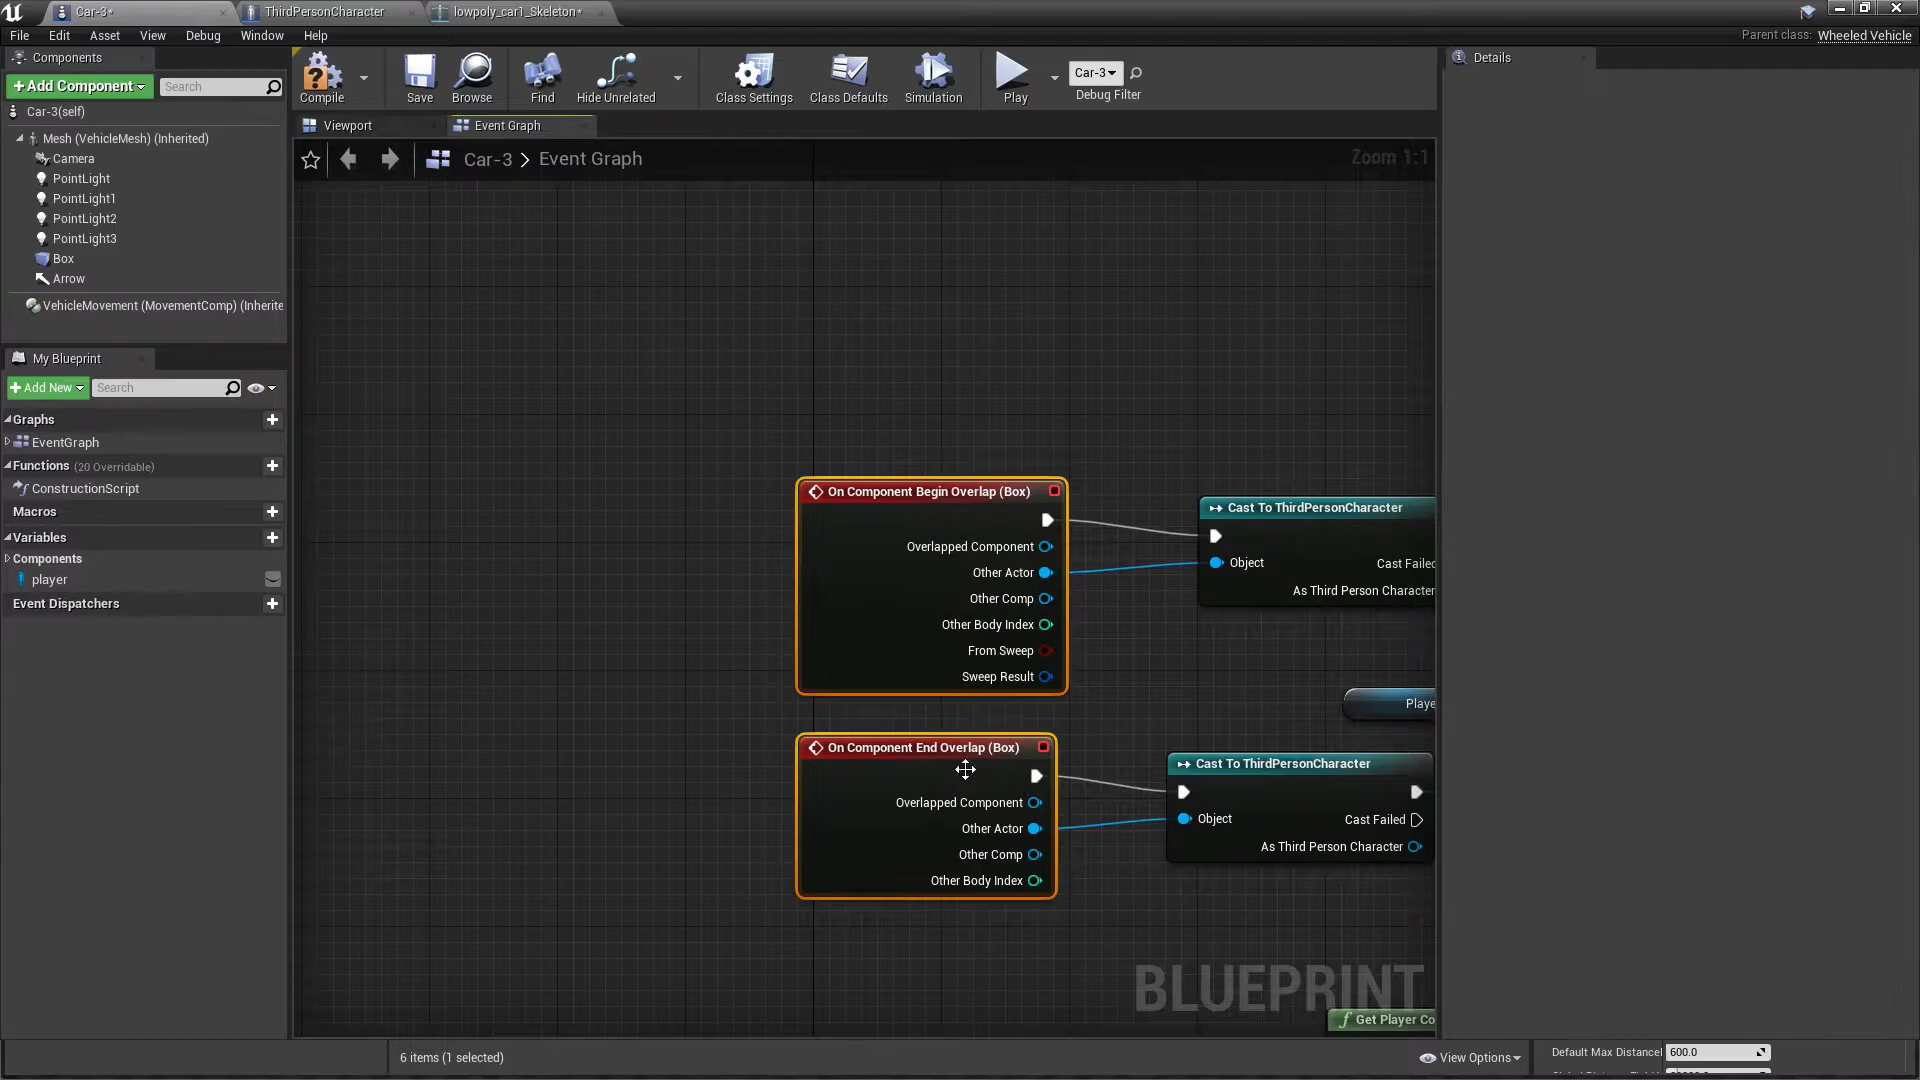 Car-3*
ThirdPersonCharacter
lowpoly_car1_Skeleton*
File Edit Asset View Debug Window Help
Parent class: Wheeled Vehicle
Components
+Add Component
Search
Car-3(self)
Mesh (VehicleMesh) (Inherited)
Camera
PointLight
PointLight1
PointLight2
PointLight3
Box
Arrow
VehicleMovement (MovementComp) (Inherite
My Blueprint
+Add New
Search
Graphs
EventGraph
Functions (20 Overridable)
ConstructionScript
Macros
Variables
Components
player
Event Dispatchers
Compile
Save
Browse
Find
Hide Unrelated
Class Settings
Class Defaults
Simulation
Play
Car-3
Debug Filter
Viewport
Event Graph
Car-3 > Event Graph
Zoom 1:1
On Component Begin Overlap (Box)
Overlapped Component
Other Actor
Other Comp
Other Body Index
From Sweep
Sweep Result
Cast To ThirdPersonCharacter
Object
Cast Failed
As Third Person Character
Playe
On Component End Overlap (Box)
Overlapped Component
Other Actor
Other Comp
Other Body Index
Cast To ThirdPersonCharacter
Object
Cast Failed
As Third Person Character
BLUEPRINT
f Get Player Co
6 items (1 selected)
View Options
Details
Default Max Distancel
600.0